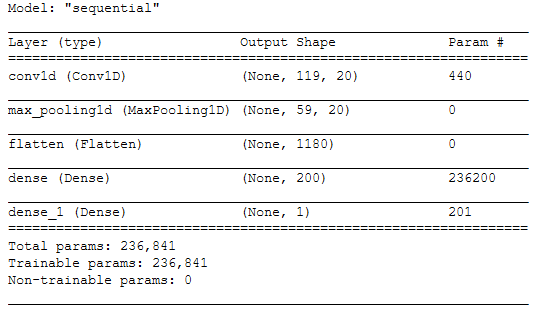 Model: "sequential"
Layer (type) Output Shape Param #
conv1d (Conv1D) (None, 119, 20) 440
max_pooling1d (MaxPooling1D) (None, 59, 20) 0
flatten (Flatten) (None, 1180) 0
dense (Dense) (None, 200) 236200
dense_1 (Dense) (None, 1) 201
Total params: 236,841
Trainable params: 236,841
Non-trainable params: 0